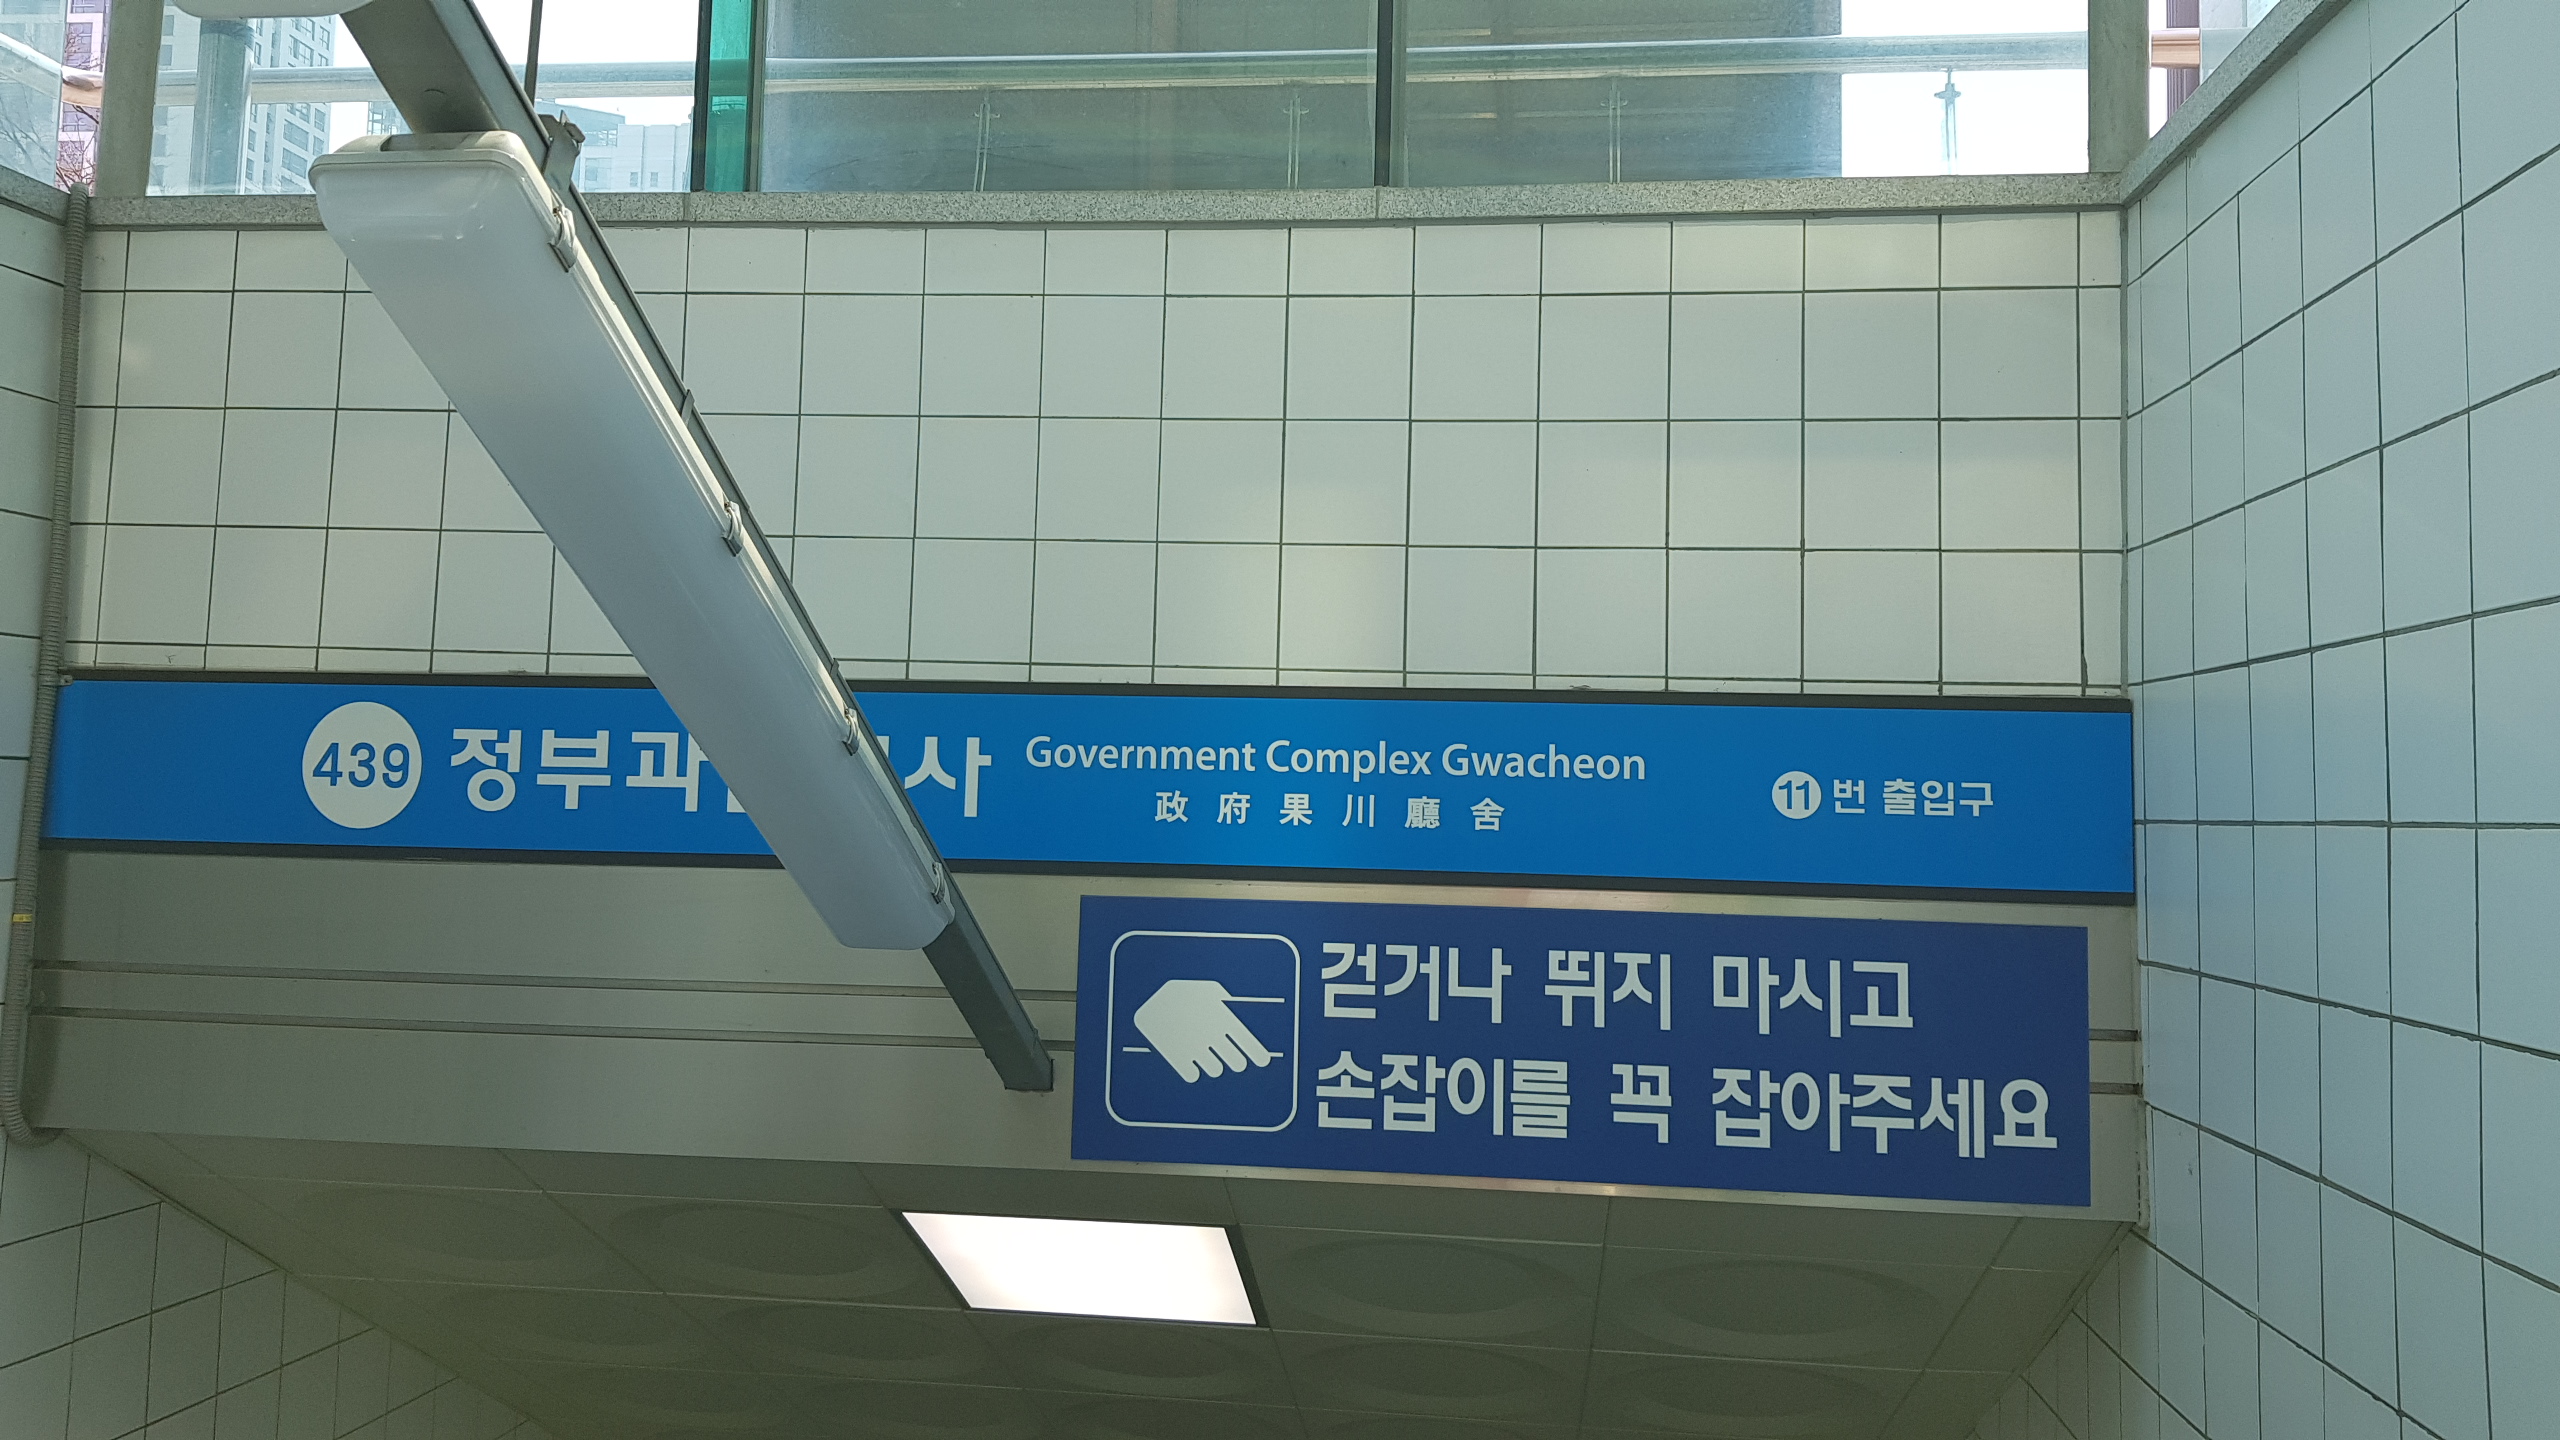 439 정부과 사 Government Complex Gwacheon
政府果川廳舍
11 번 출입구
걷거나 뛰지 마시고
손잡이를 꼭 잡아주세요